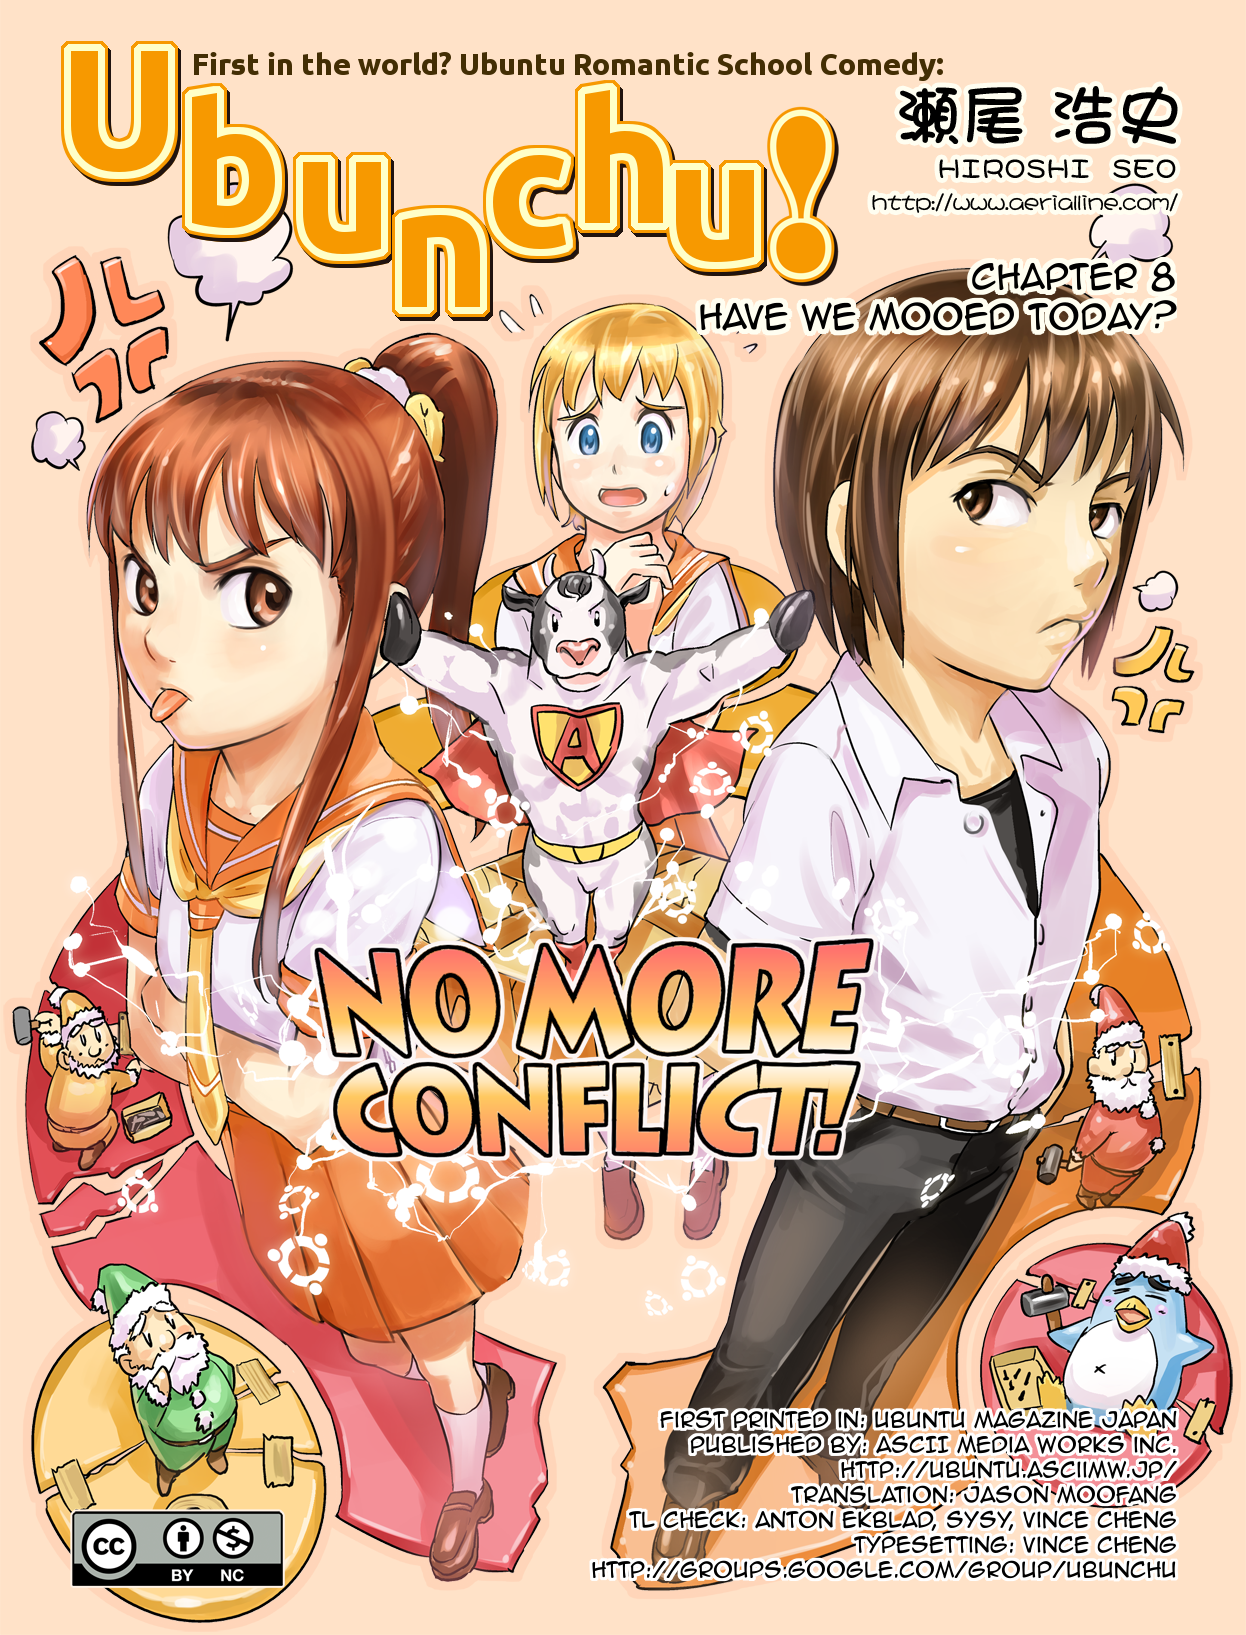 First in the world? Ubuntu Romantic School Comedy:
Ubunchu!
瀬尾 浩史
HIROSHI SEO
http://www.aerialline.com/
CHAPTER 8
HAVE WE MOOED TODAY?
A
NO MORE
CONFLICT!
FIRST PRINTED IN: UBUNTU MAGAZINE JAPAN
PUBLISHED BY: ASCII MEDIA WORKS INC.
HTTP://UBUNTU.ASCIIMW.JP/
TRANSLATION: JASON MOOFANG
TL CHECK: ANTON EKBLAD, SYSY, VINCE CHENG
TYPESETTING: VINCE CHENG
HTTP://GROUPS.GOOGLE.COM/GROUP/UBUNCHU
cc
BY NC